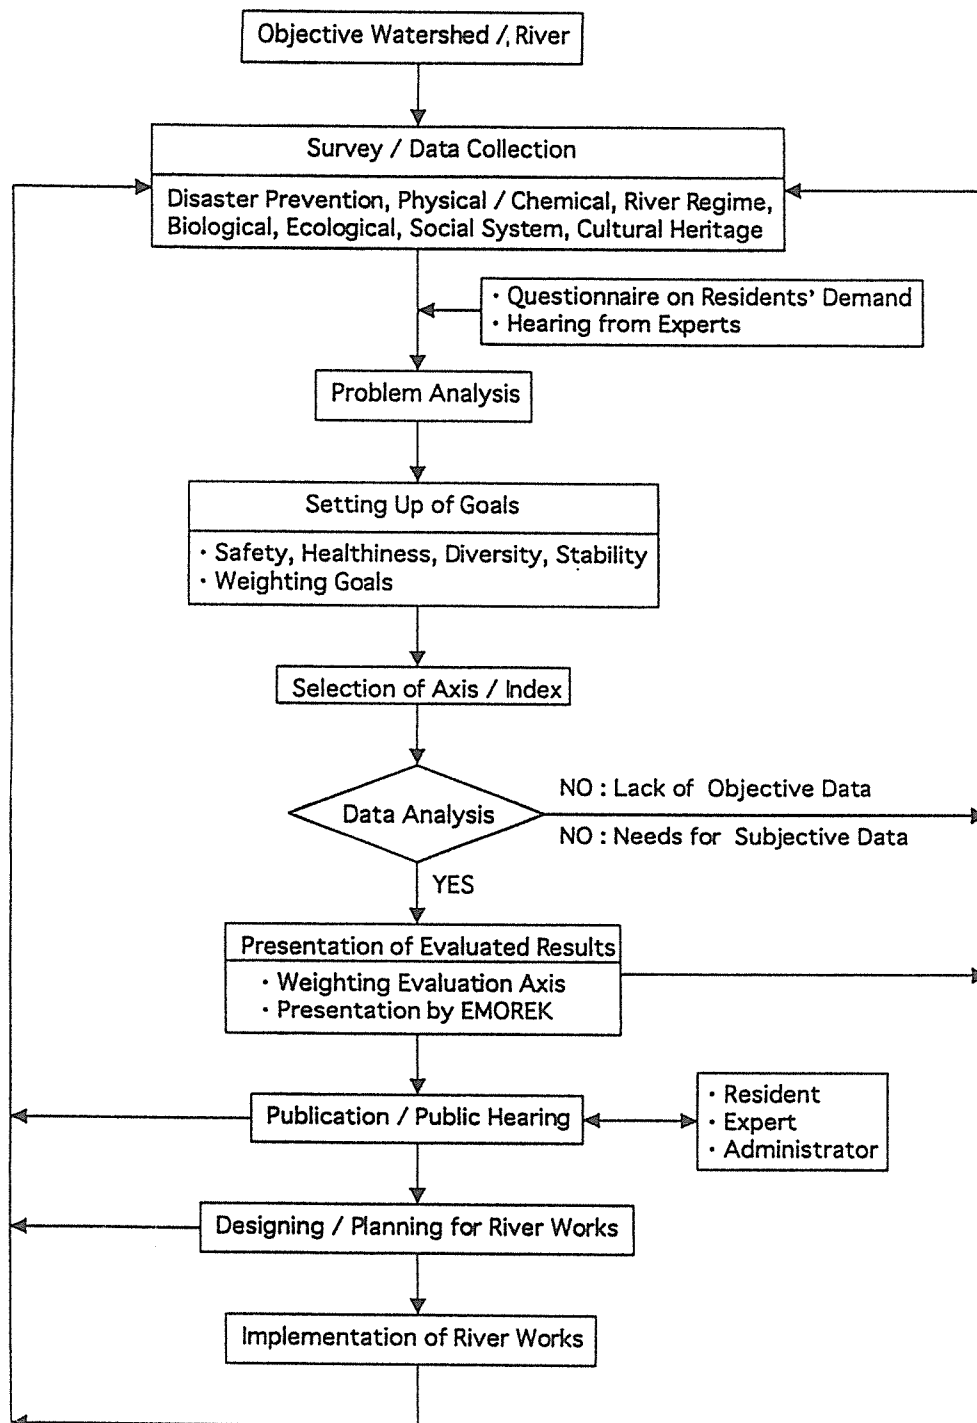 Objective Watershed / River
Survey / Data Collection
Disaster Prevention, Physical / Chemical, River Regime,
Biological, Ecological, Social System, Cultural Heritage
・Questionnaire on Residents' Demand
・Hearing from Experts
Problem Analysis
Setting Up of Goals
・Safety, Healthiness, Diversity, Stability
・Weighting Goals
Selection of Axis / Index
Data Analysis
NO : Lack of Objective Data
NO : Needs for Subjective Data
YES
Presentation of Evaluated Results
・Weighting Evaluation Axis
・Presentation by EMOREK
Publication / Public Hearing
・Resident
・Expert
・Administrator
Designing / Planning for River Works
Implementation of River Works